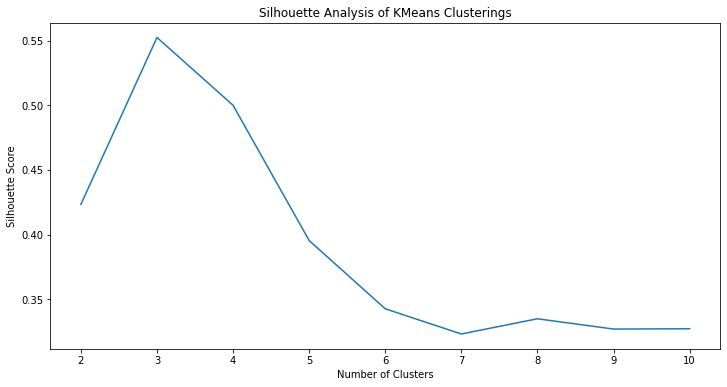 Silhouette Analysis of KMeans Clusterings
0.55
0.50
0.45
0.40
0.35
Silhouette Score
2 3 4 5 6 7 8 9 10
Number of Clusters